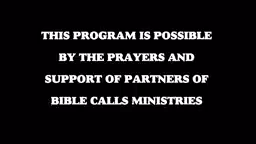 THIS PROGRAM IS POSSIBLE
BY THE PRAYERS AND
SUPPORT OF PARTNERS OF
BIBLE CALLS MINISTRIES